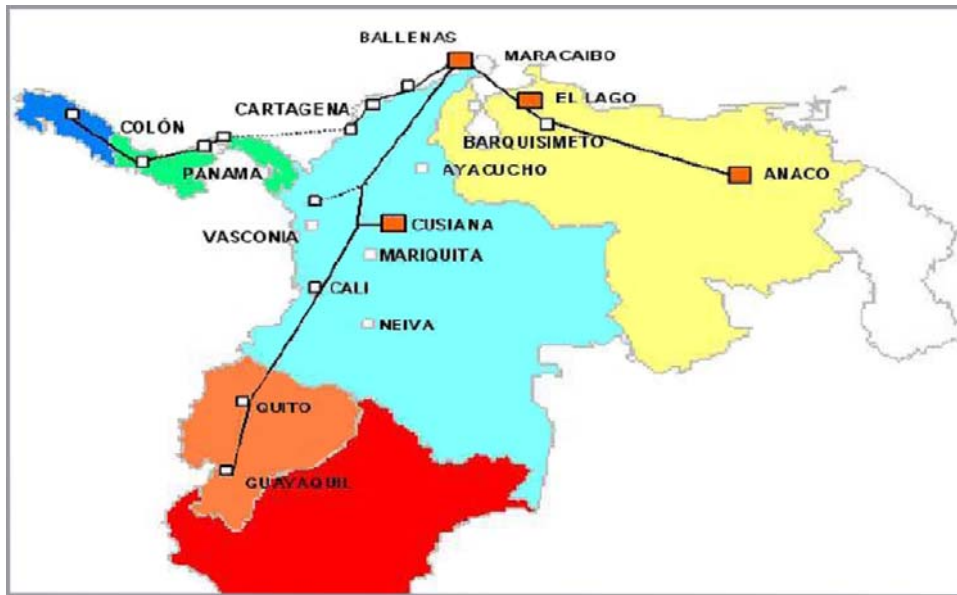 BALLENAS
MARACAIBO
EL LAGO
CARTAGENA
COLÓN
BARQUISIMETO
PANAMA
AYACUCHO
ANACO
VASCONIA
CUSIANA
MARIQUITA
CALI
NEIVA
QUITO
GUAYAQUIL